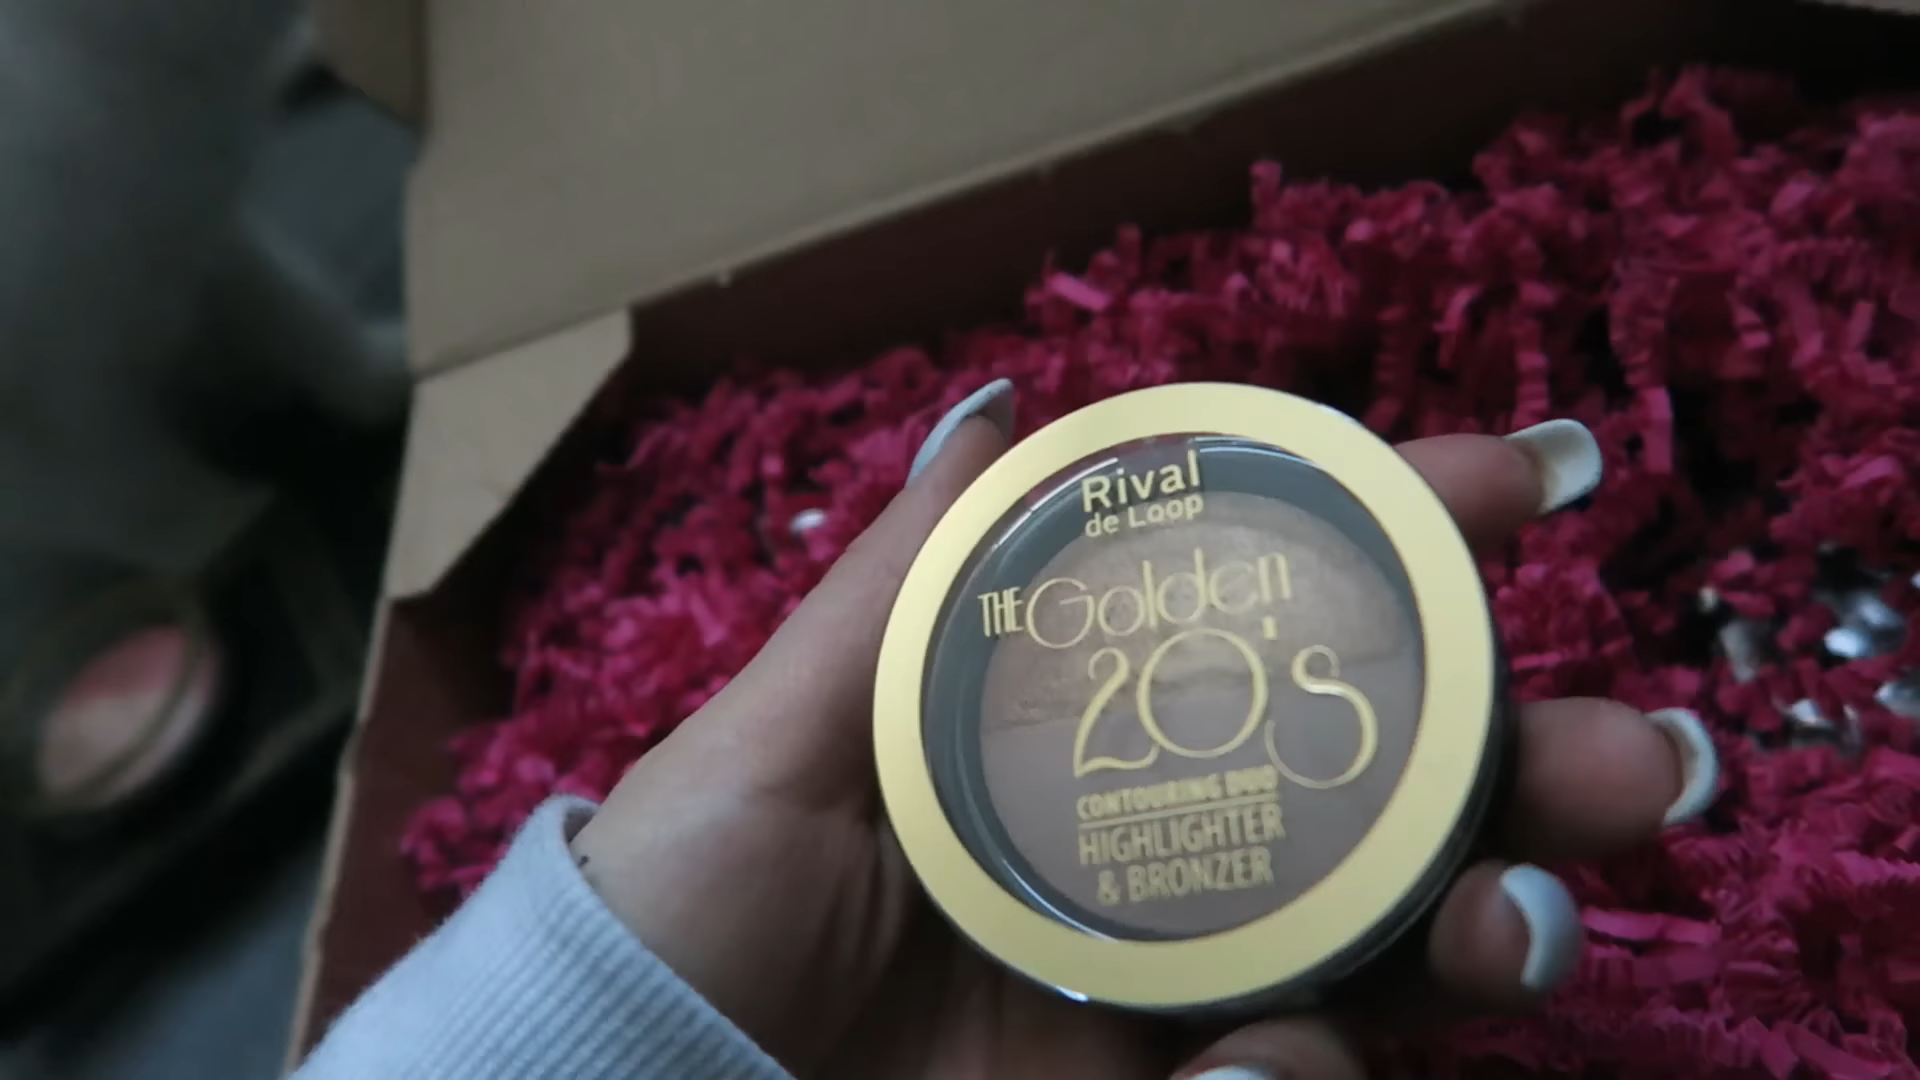 Rival
de Loop
THE Golden
20's
CONTOURING DUO
HIGHLIGHTER
& BRONZER